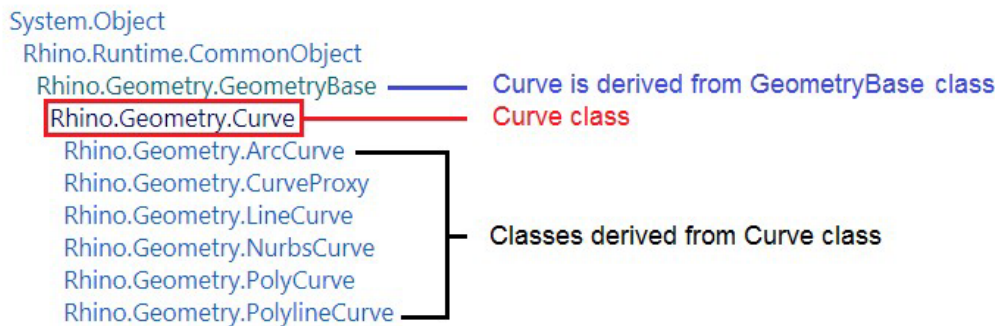 System.Object
Rhino.Runtime.CommonObject
Rhino.Geometry.GeometryBase Curve is derived from GeometryBase class
Rhino.Geometry.Curve Curve class
Rhino.Geometry.ArcCurve
Rhino.Geometry.CurveProxy
Rhino.Geometry.LineCurve
Rhino.Geometry.NurbsCurve Classes derived from Curve class
Rhino.Geometry.PolyCurve
Rhino.Geometry.PolylineCurve